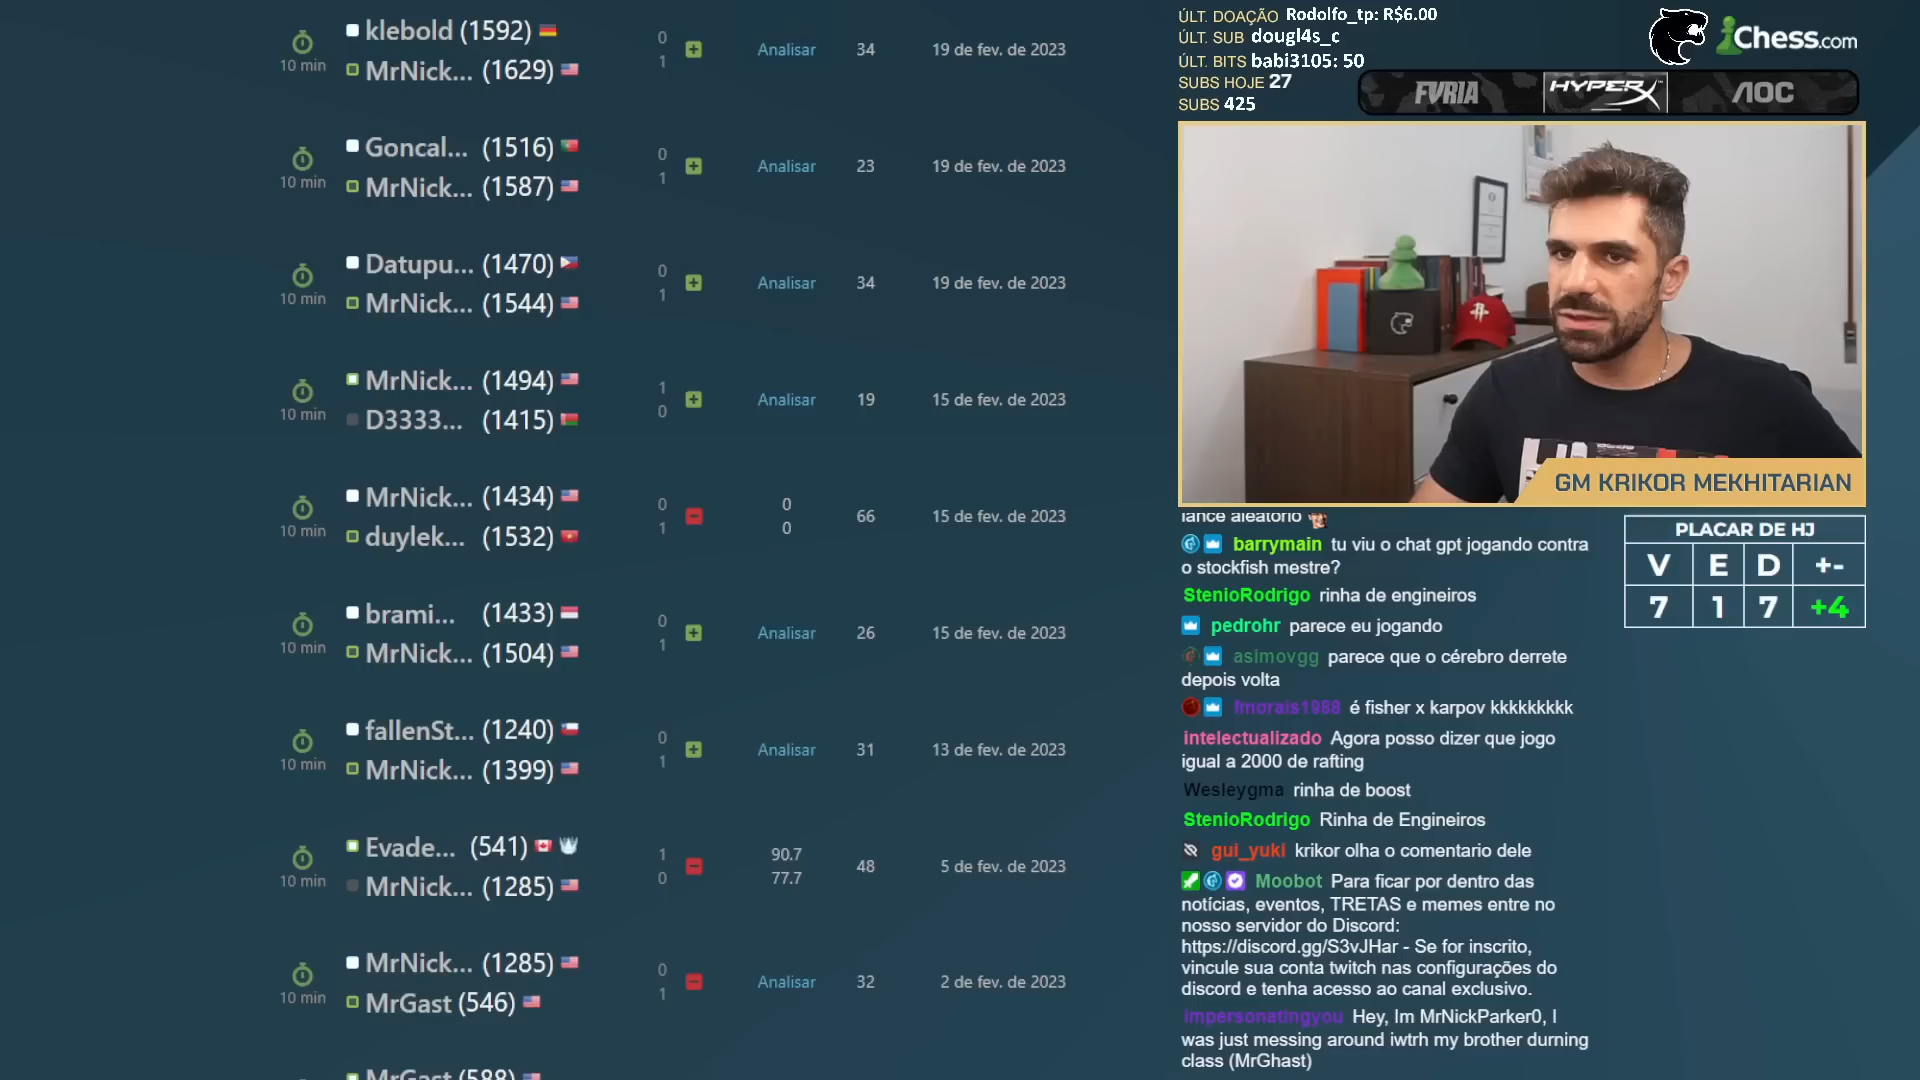 klebold (1592)
MrNick... (1629)
10 min
0
1
Analisar
34
19 de fev. de 2023
Goncal... (1516)
MrNick... (1587)
10 min
0
1
Analisar
23
19 de fev. de 2023
Datupu... (1470)
MrNick... (1544)
10 min
0
1
Analisar
34
19 de fev. de 2023
MrNick... (1494)
D3333... (1415)
10 min
1
0
Analisar
19
15 de fev. de 2023
MrNick... (1434)
duylek... (1532)
10 min
0
1
0
0
66
15 de fev. de 2023
brami... (1433)
MrNick... (1504)
10 min
0
1
Analisar
26
15 de fev. de 2023
fallenSt... (1240)
MrNick... (1399)
10 min
0
1
Analisar
31
13 de fev. de 2023
Evade... (541)
MrNick... (1285)
10 min
1
0
90.7
77.7
48
5 de fev. de 2023
MrNick... (1285)
MrGast (546)
10 min
0
1
Analisar
32
2 de fev. de 2023
MrGast (588)
ÚLT. DOAÇÃO Rodolfo_tp: R$6.00
ÚLT. SUB dougl4s_c
ÚLT. BITS babi3105: 50
SUBS HOJE 27
SUBS 425
Chess.com
FVRIA HYPERX AOC
GM KRIKOR MEKHITARIAN
lance aleatório
barrymain tu viu o chat gpt jogando contra
o stockfish mestre?
StenioRodrigo rinha de engineiros
pedrohr parece eu jogando
asimovgg parece que o cérebro derrete
depois volta
fmorais1988 é fisher x karpov kkkkkkkkk
intelectualizado Agora posso dizer que jogo
igual a 2000 de rafting
Wesleygma rinha de boost
StenioRodrigo Rinha de Engineiros
gui_yuki krikor olha o comentario dele
Moobot Para ficar por dentro das
notícias, eventos, TRETAS e memes entre no
nosso servidor do Discord:
https://discord.gg/S3vJHar - Se for inscrito,
vincule sua conta twitch nas configurações do
discord e tenha acesso ao canal exclusivo.
impersonatingyou Hey, Im MrNickParker0, I
was just messing around iwtrh my brother durning
class (MrGhast)
PLACAR DE HJ
V E D +-
7 1 7 +4